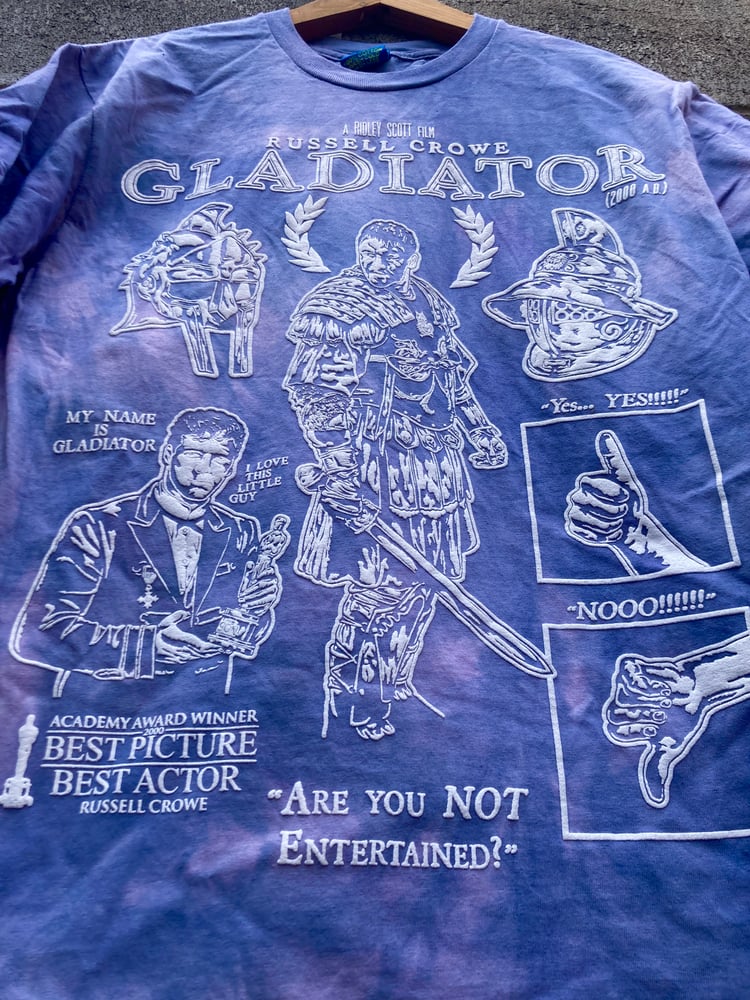 A RIDLEY SCOTT FILM
RUSSELL CROWE
GLADIATOR
(2000 A.D.)
"Yes... YES!!!!!"
MY NAME
IS
GLADIATOR
I LOVE
THIS
LITTLE
GUY
"NOOO!!!!!!"
ACADEMY AWARD WINNER
2000
BEST PICTURE
BEST ACTOR
RUSSELL CROWE
"ARE YOU NOT
ENTERTAINED?"